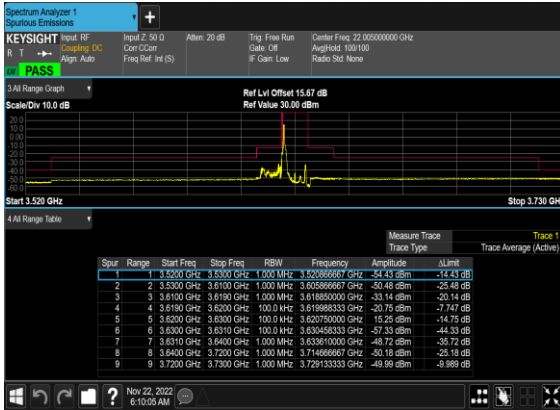 Spectrum Analyzer 1
Spurious Emissions
+
KEYSIGHT Input: RF Input Z: 50 Ω Atten: 20 dB Trig: Free Run Center Freq: 22.005000000 GHz
R T Coupling: DC Corr CCorr Gate: Off Avg|Hold: 100/100
Align: Auto Freq Ref: Int (S) IF Gain: Low Radio Std: None
PASS
3 All Range Graph
Ref Lvl Offset 15.67 dB
Scale/Div 10.0 dB Ref Value 30.00 dBm
20.0
10.0
0.00
-10.0
-20.0
-30.0
-40.0
-50.0
-60.0
Start 3.520 GHz Stop 3.730 GH
4 All Range Table
Measure Trace Trace 1
Trace Type Trace Average (Active)
Spur Range Start Freq Stop Freq RBW Frequency Amplitude ΔLimit
1 1 3.5200 GHz 3.5300 GHz 1.000 MHz 3.520866667 GHz -54.43 dBm -14.43 dB
2 2 3.5300 GHz 3.6100 GHz 1.000 MHz 3.605866667 GHz -50.48 dBm -25.48 dB
3 3 3.6100 GHz 3.6190 GHz 1.000 MHz 3.618850000 GHz -33.14 dBm -20.14 dB
4 4 3.6190 GHz 3.6200 GHz 100.0 kHz 3.619988333 GHz -20.75 dBm -7.747 dB
5 5 3.6200 GHz 3.6300 GHz 100.0 kHz 3.620750000 GHz 15.25 dBm -14.75 dB
6 6 3.6300 GHz 3.6310 GHz 100.0 kHz 3.630458333 GHz -57.33 dBm -44.33 dB
7 7 3.6310 GHz 3.6400 GHz 1.000 MHz 3.633610000 GHz -48.72 dBm -35.72 dB
8 8 3.6400 GHz 3.7200 GHz 1.000 MHz 3.714666667 GHz -50.18 dBm -25.18 dB
9 9 3.7200 GHz 3.7300 GHz 1.000 MHz 3.729133333 GHz -49.99 dBm -9.989 dB
? Nov 22, 2022
6:10:05 AM